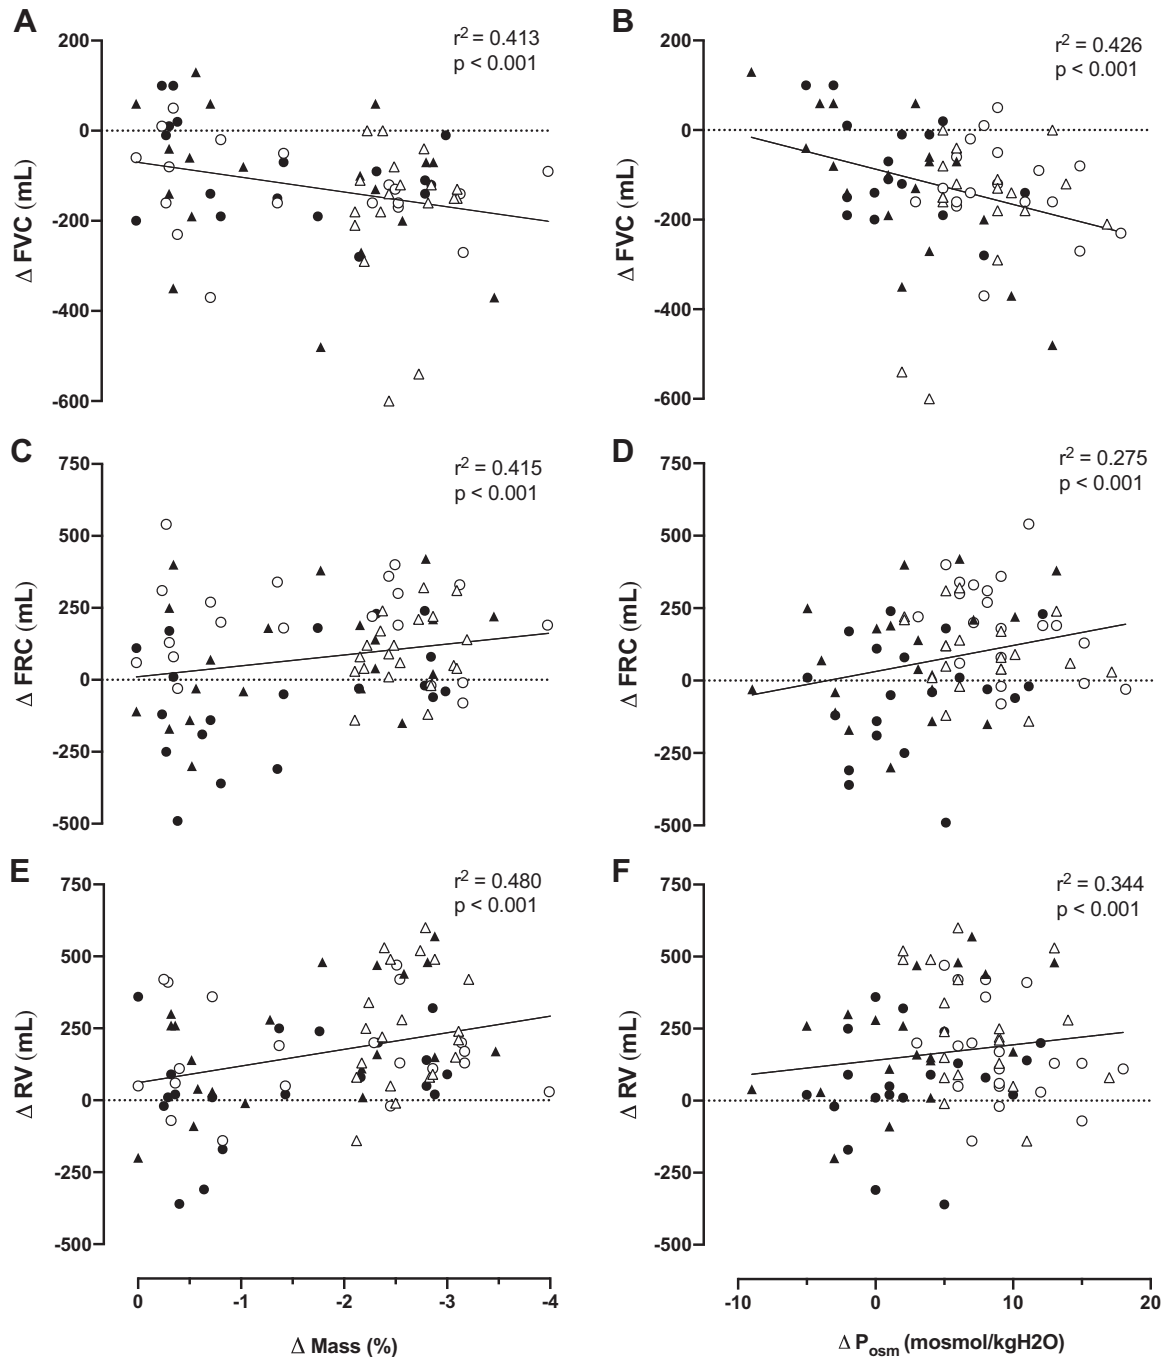 A
r² = 0.413
p < 0.001
200
0
-200
-400
-600
Δ FVC (mL)
B
r² = 0.426
p < 0.001
200
0
-200
-400
-600
Δ FVC (mL)
C
r² = 0.415
p < 0.001
750
500
250
0
-250
-500
Δ FRC (mL)
D
r² = 0.275
p < 0.001
750
500
250
0
-250
-500
Δ FRC (mL)
E
r² = 0.480
p < 0.001
750
500
250
0
-250
-500
Δ RV (mL)
0 -1 -2 -3 -4
Δ Mass (%)
F
r² = 0.344
p < 0.001
750
500
250
0
-250
-500
Δ RV (mL)
-10 0 10 20
Δ Posm (mosmol/kgH2O)